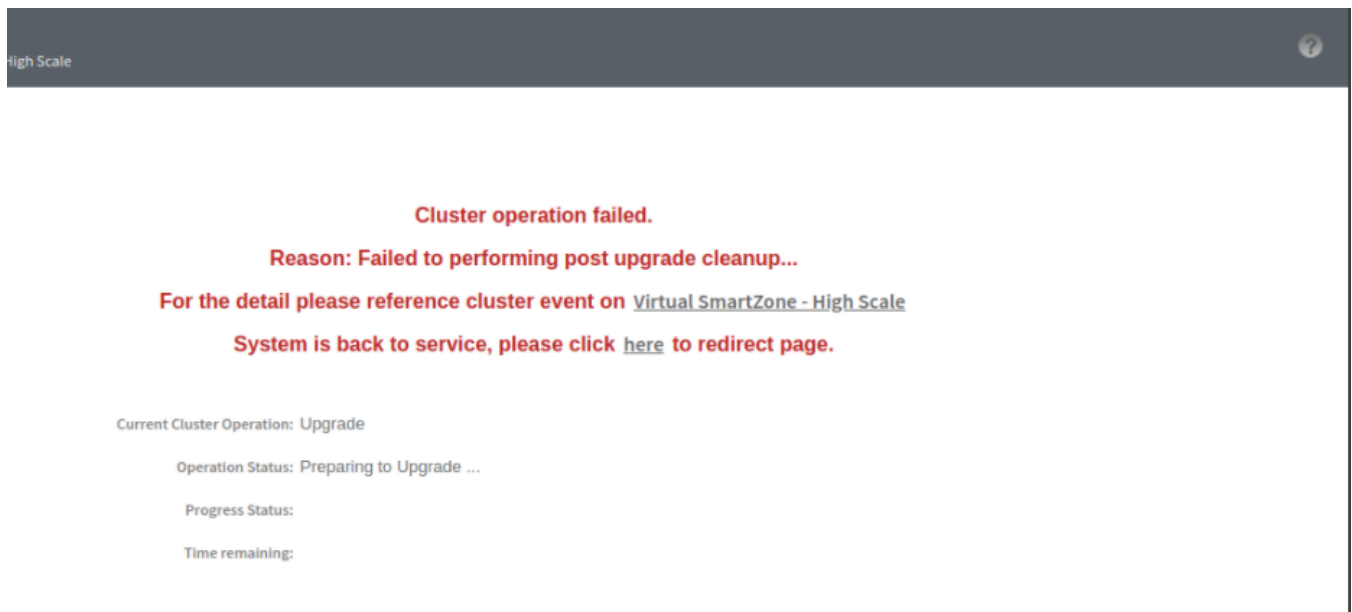 High Scale
?
Cluster operation failed.
Reason: Failed to performing post upgrade cleanup...
For the detail please reference cluster event on Virtual SmartZone - High Scale
System is back to service, please click here to redirect page.
Current Cluster Operation: Upgrade
Operation Status: Preparing to Upgrade ...
Progress Status:
Time remaining: